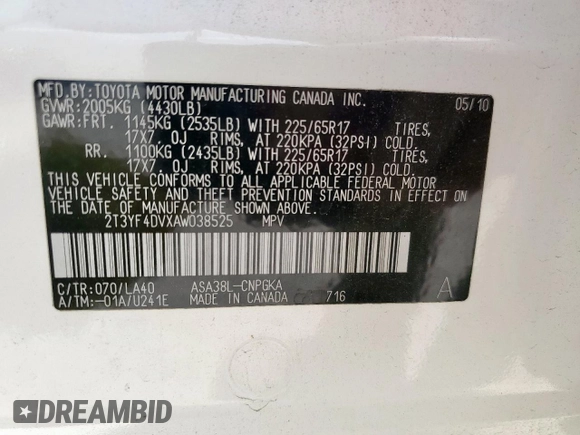 MFD.BY:TOYOTA MOTOR MANUFACTURING CANADA INC.
GVWR:2005KG (4430LB) 05/10
GAWR:FRT. 1145KG (2535LB) WITH 225/65R17 TIRES,
17X7 OJ RIMS, AT 220KPA (32PSI) COLD.
RR. 1100KG (2435LB) WITH 225/65R17 TIRES,
17X7 OJ RIMS, AT 220KPA (32PSI) COLD.
THIS VEHICLE CONFORMS TO ALL APPLICABLE FEDERAL MOTOR
VEHICLE SAFETY AND THEFT PREVENTION STANDARDS IN EFFECT ON
THE DATE OF MANUFACTURE SHOWN ABOVE.
2T3YF4DVXAW038525 MPV
C/TR:070/LA40 ASA38L-CNPGKA A
A/TM:-01A/U241E MADE IN CANADA 716
DREAMBID